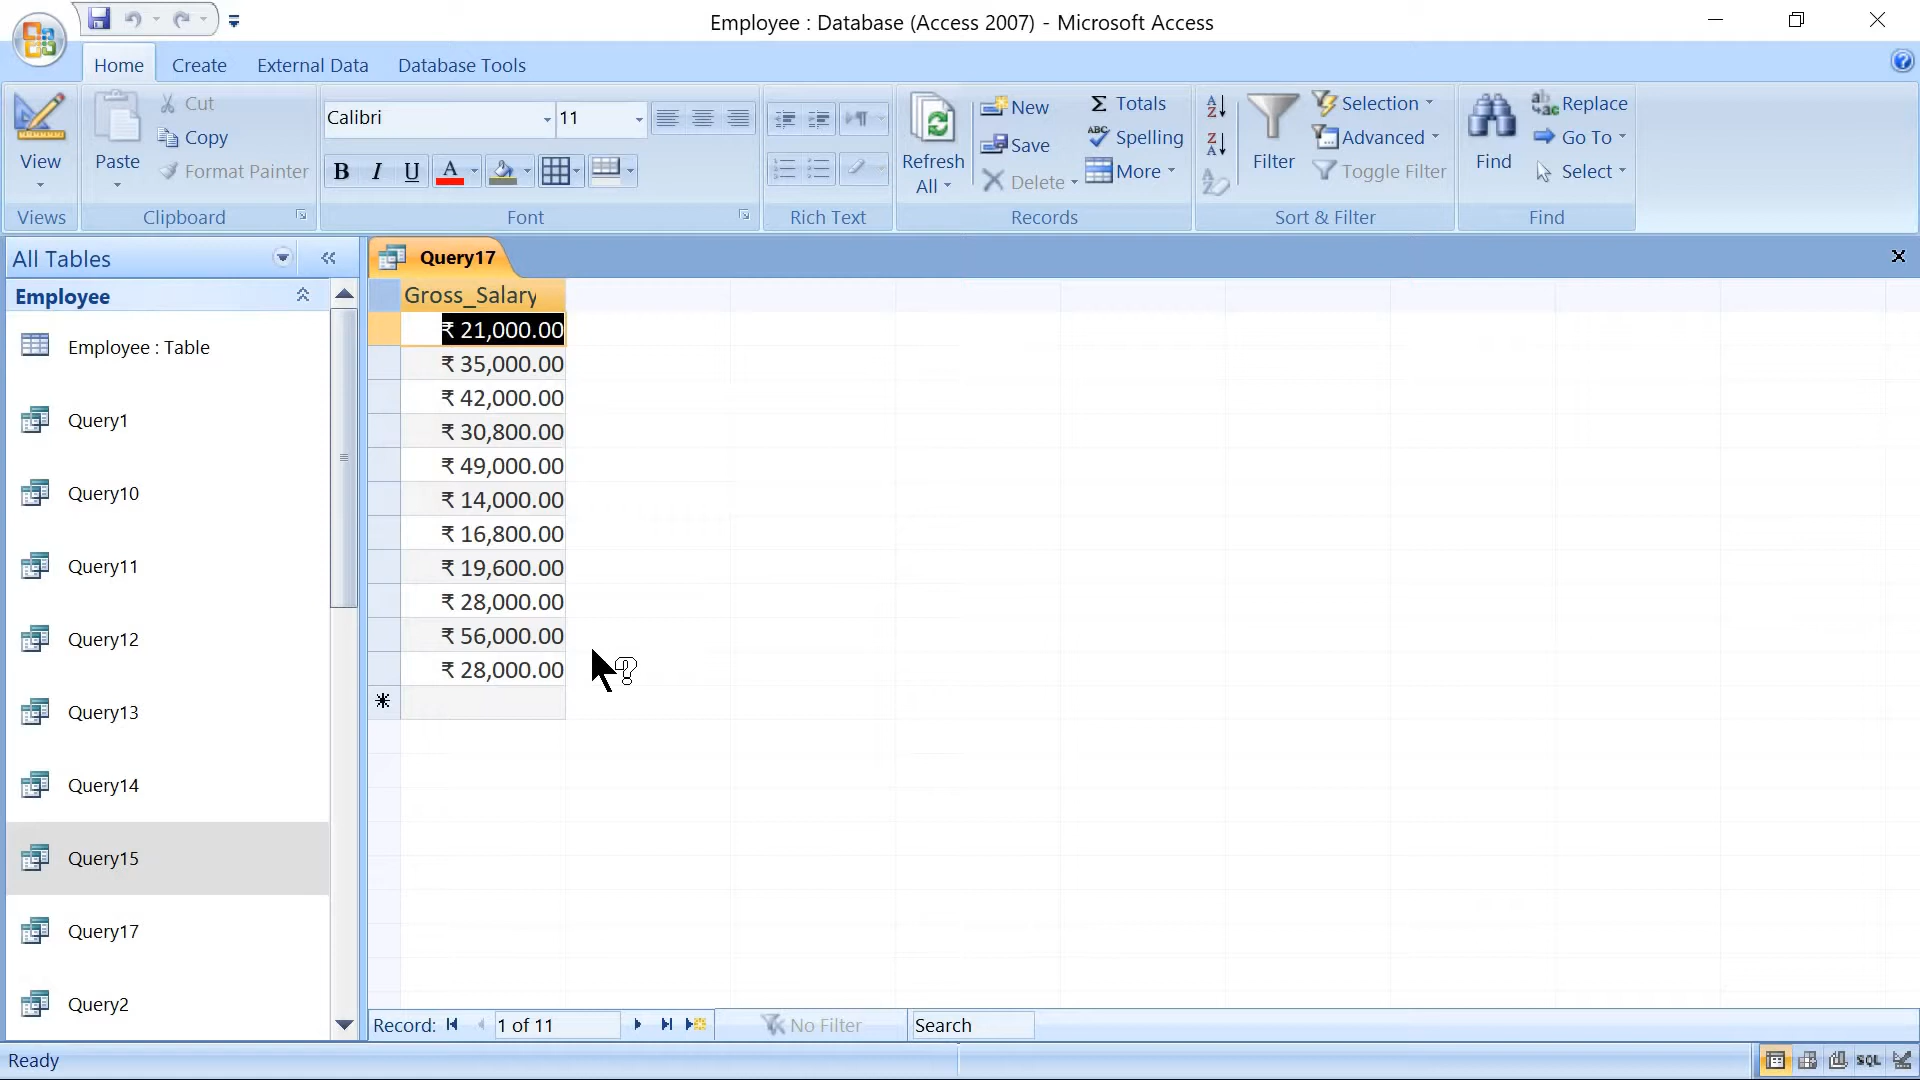 Employee : Database (Access 2007) - Microsoft Access
Home Create External Data Database Tools
View
Views
Paste
Cut
Copy
Format Painter
Clipboard
Calibri 11
B I U A
Font
Rich Text
Refresh All
New
Save
Delete
Σ Totals
ABC Spelling
More
Records
Filter
Selection
Advanced
Toggle Filter
Sort & Filter
Find
Replace
Go To
Select
Find
All Tables
Employee
Employee : Table
Query1
Query10
Query11
Query12
Query13
Query14
Query15
Query17
Query2
Query17
Gross_Salary
₹ 21,000.00
₹ 35,000.00
₹ 42,000.00
₹ 30,800.00
₹ 49,000.00
₹ 14,000.00
₹ 16,800.00
₹ 19,600.00
₹ 28,000.00
₹ 56,000.00
₹ 28,000.00
Record: 1 of 11 No Filter Search
Ready SQL